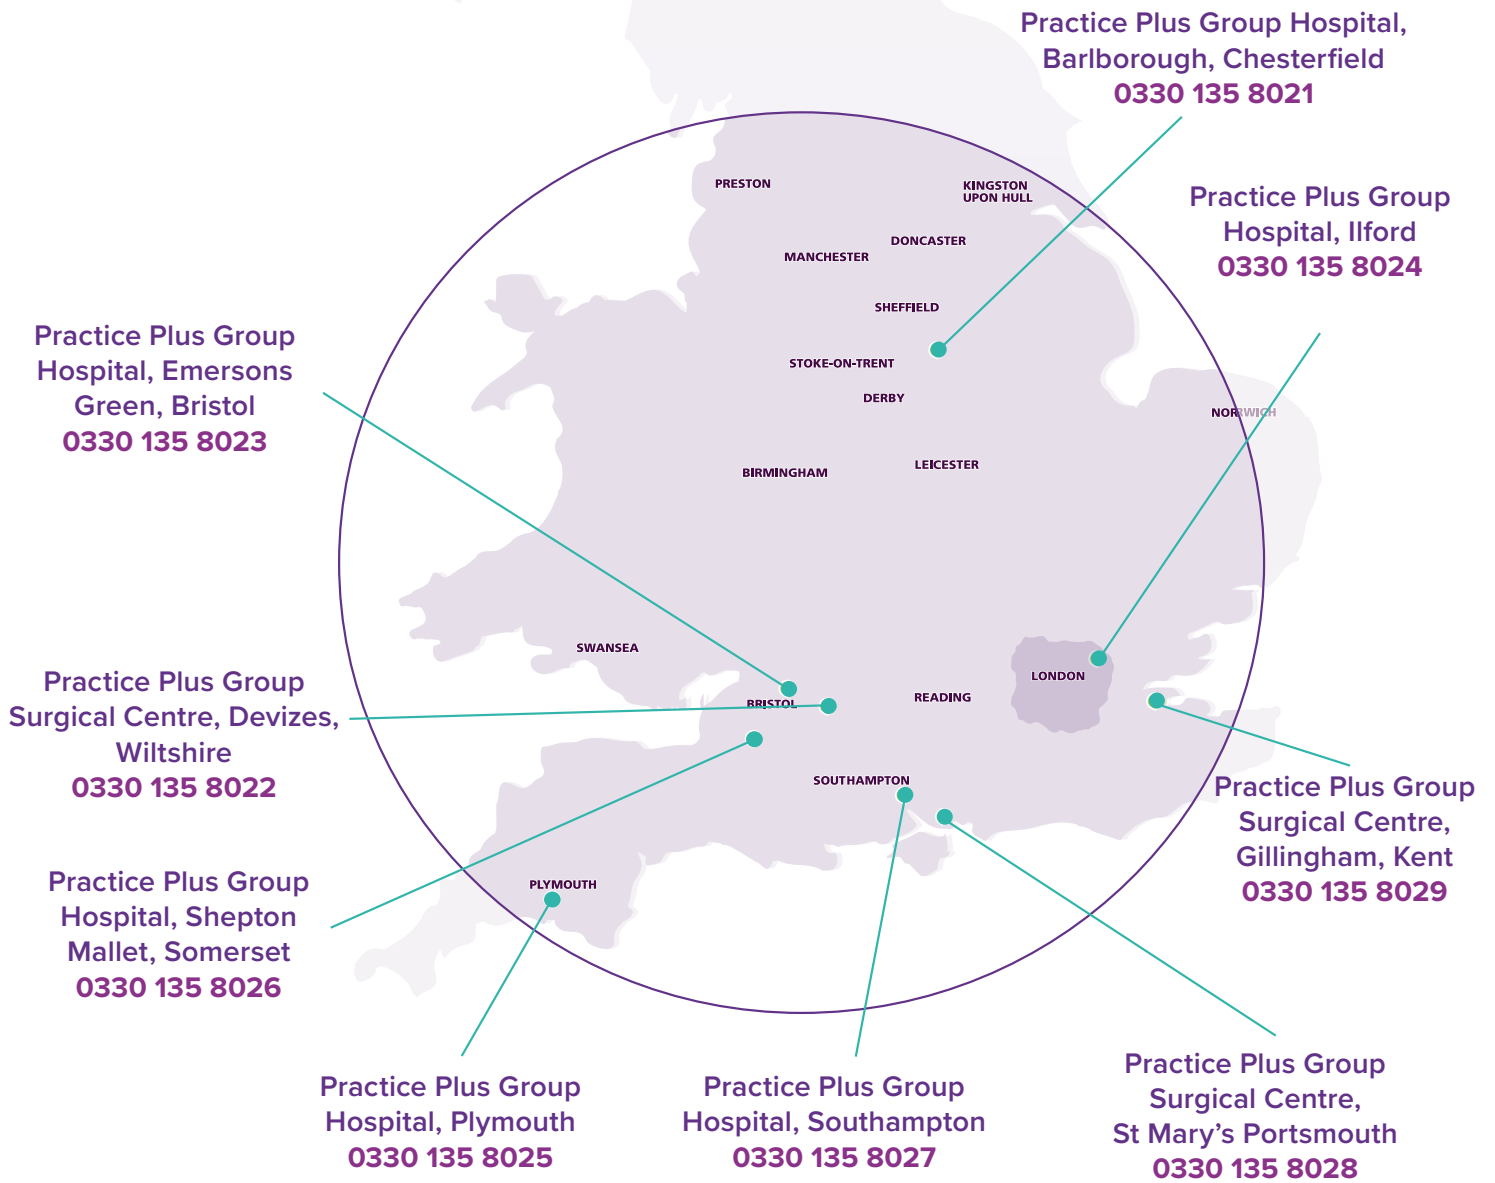 Practice Plus Group Hospital,
Barlborough, Chesterfield
0330 135 8021
Practice Plus Group
Hospital, Ilford
0330 135 8024
Practice Plus Group
Hospital, Emersons
Green, Bristol
0330 135 8023
Practice Plus Group
Surgical Centre, Devizes,
Wiltshire
0330 135 8022
Practice Plus Group
Hospital, Shepton
Mallet, Somerset
0330 135 8026
Practice Plus Group
Hospital, Plymouth
0330 135 8025
Practice Plus Group
Hospital, Southampton
0330 135 8027
Practice Plus Group
Surgical Centre,
St Mary’s Portsmouth
0330 135 8028
Practice Plus Group
Surgical Centre,
Gillingham, Kent
0330 135 8029
PRESTON
KINGSTON
UPON HULL
DONCASTER
MANCHESTER
SHEFFIELD
STOKE-ON-TRENT
DERBY
NORWICH
LEICESTER
BIRMINGHAM
SWANSEA
LONDON
READING
BRISTOL
SOUTHAMPTON
PLYMOUTH